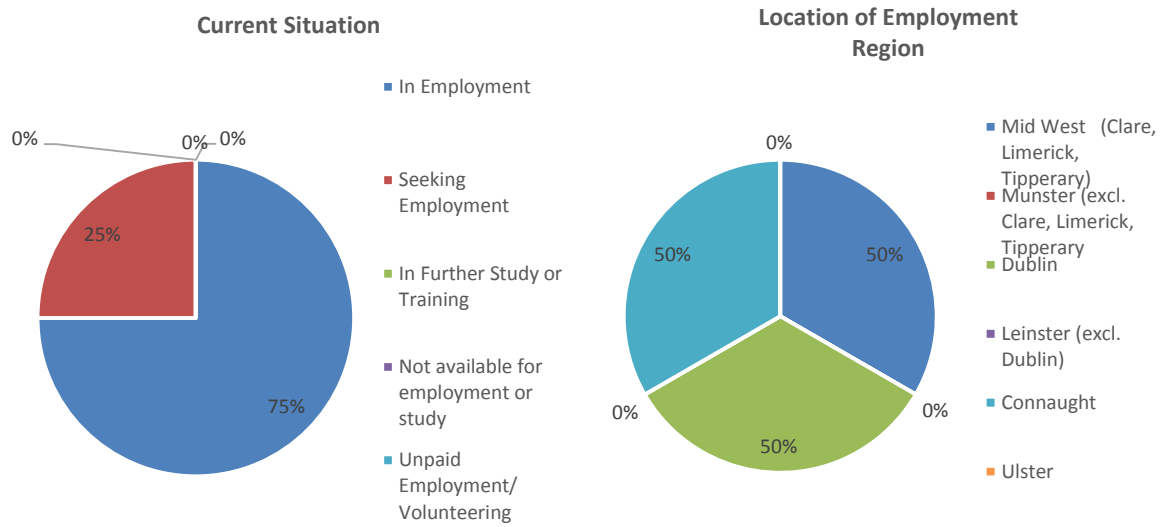 Current Situation
In Employment
Seeking
Employment
In Further Study or
Training
Not available for
employment or
study
Unpaid
Employment/
Volunteering
0%
0%
0%
25%
75%
Location of Employment
Region
0%
50%
50%
0%
0%
50%
Mid West (Clare,
Limerick,
Tipperary)
Munster (excl.
Clare, Limerick,
Tipperary
Dublin
Leinster (excl.
Dublin)
Connaught
Ulster